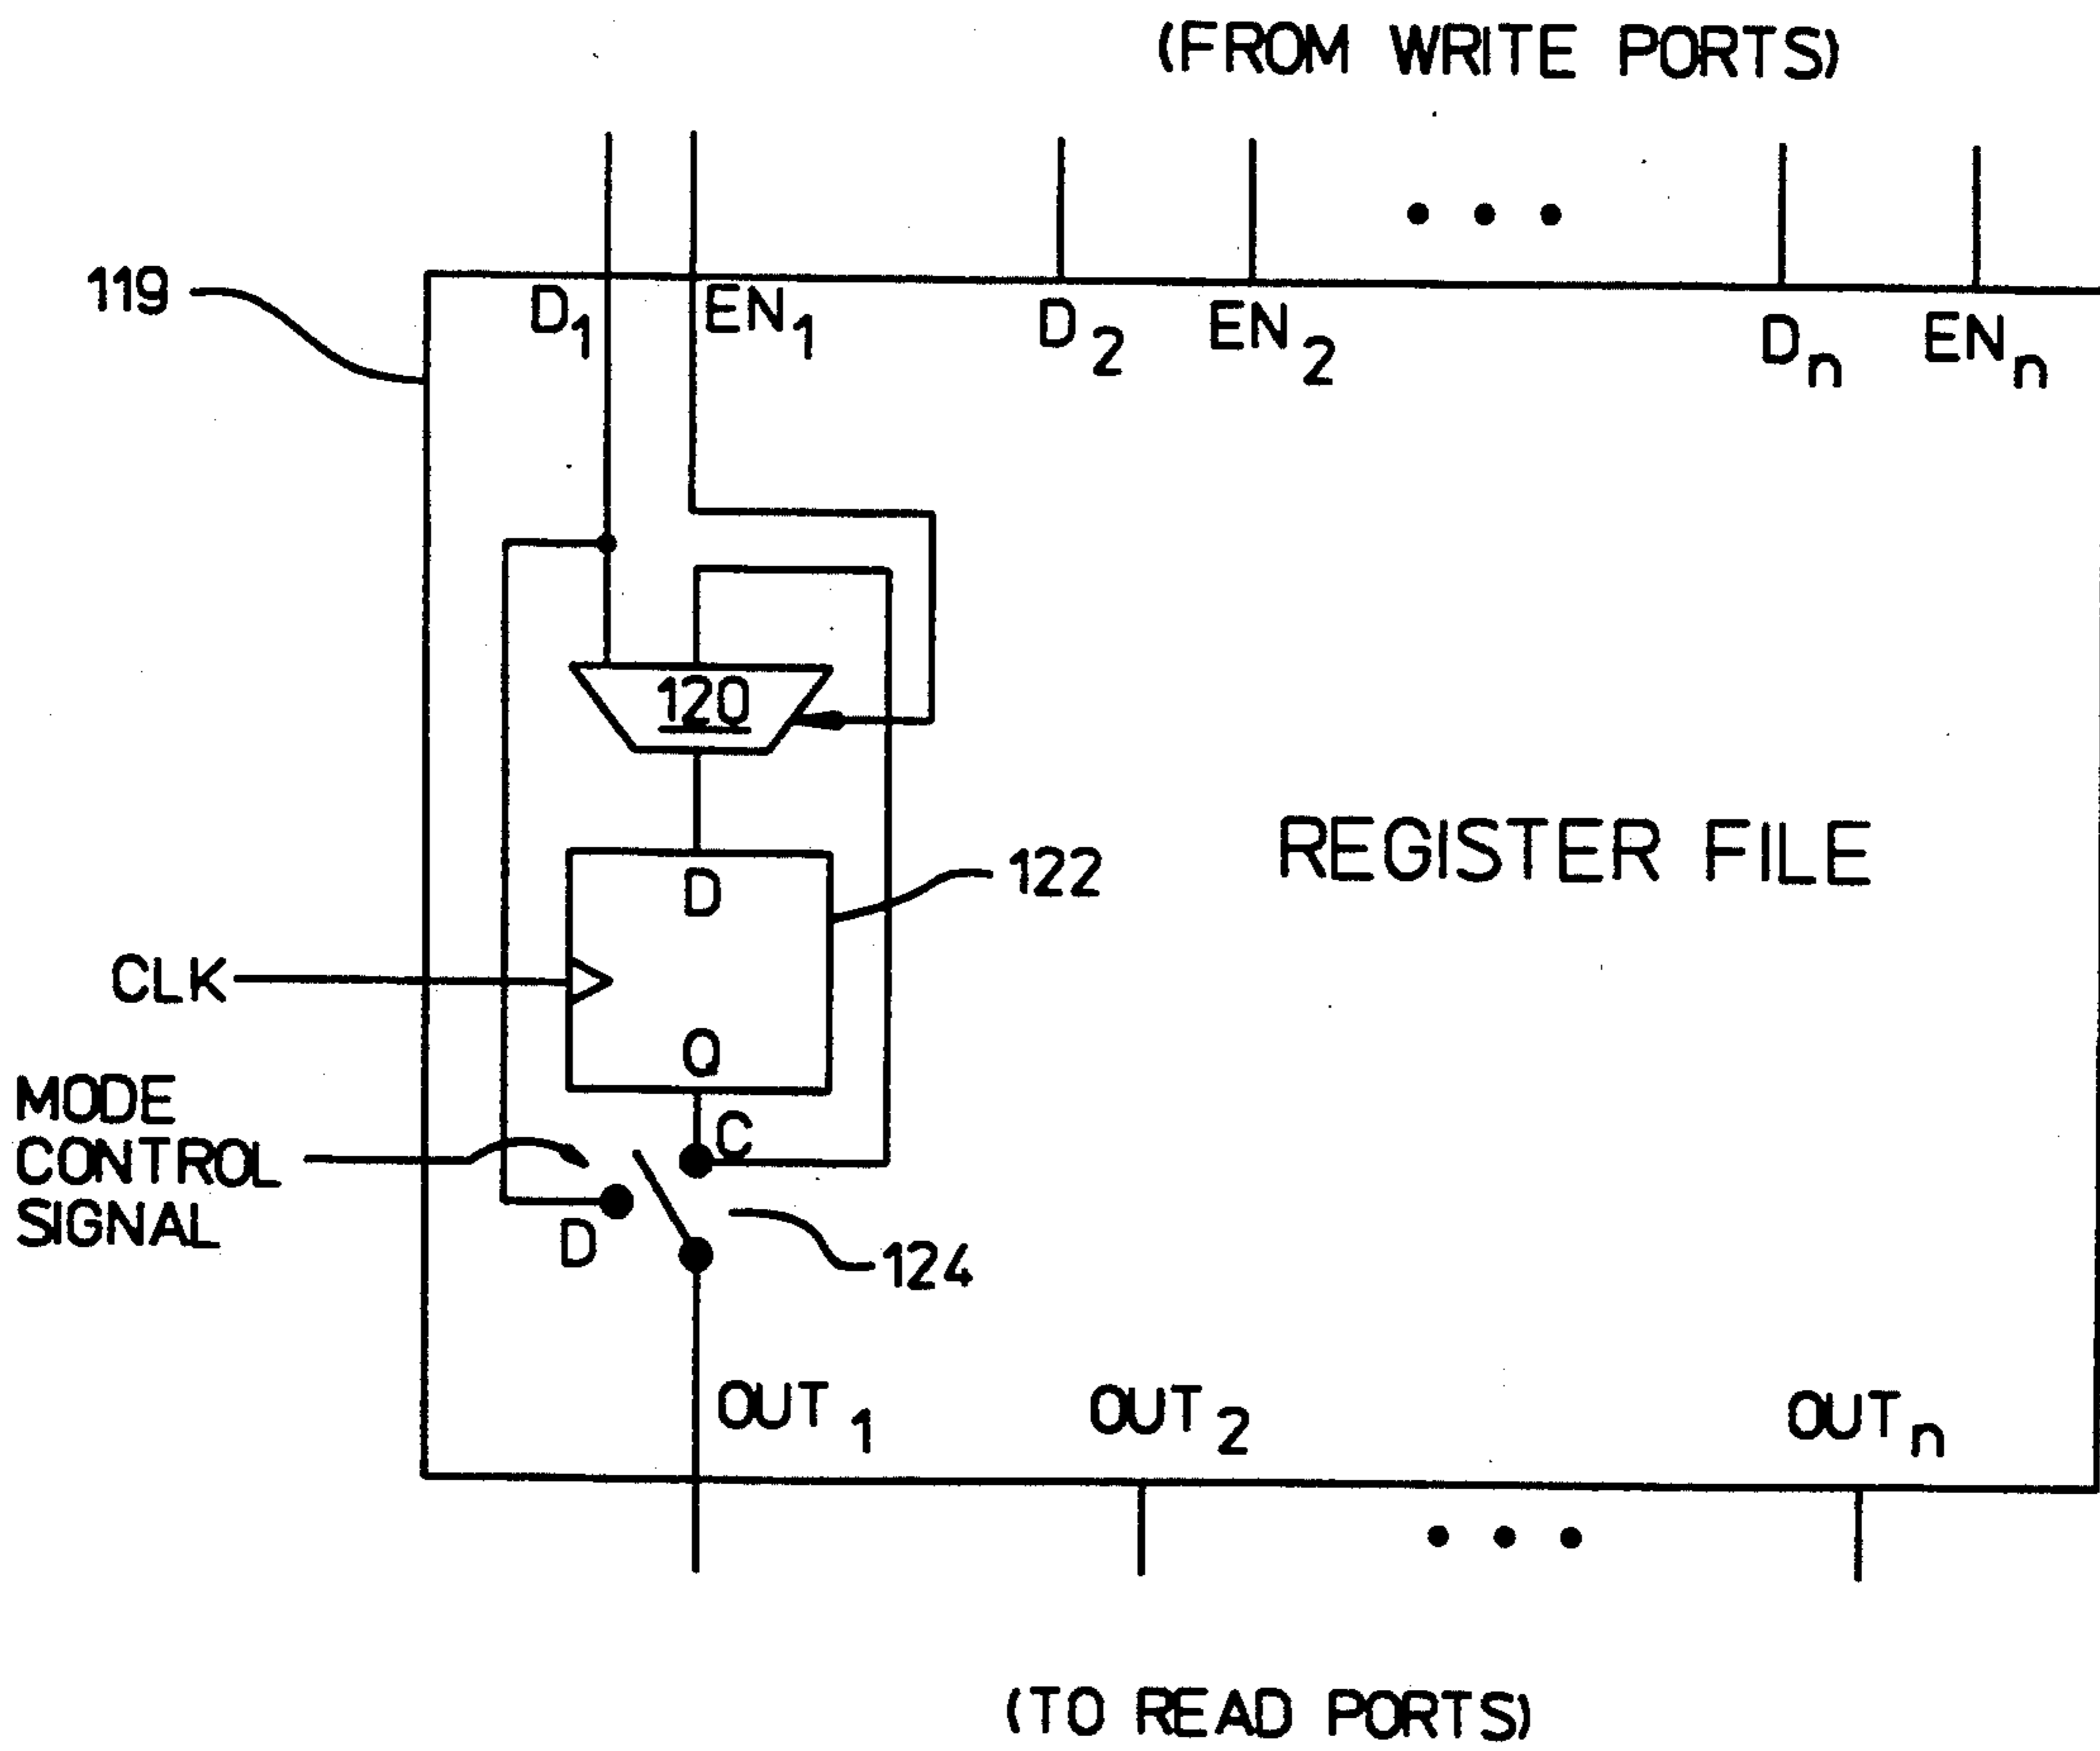 (FROM WRITE PORTS)
119
D1 EN1 D2 EN2 Dn ENn
120
D
122
REGISTER FILE
CLK
Q
MODE
CONTROL
SIGNAL
C
D
124
OUT1 OUT2 OUTn
(TO READ PORTS)